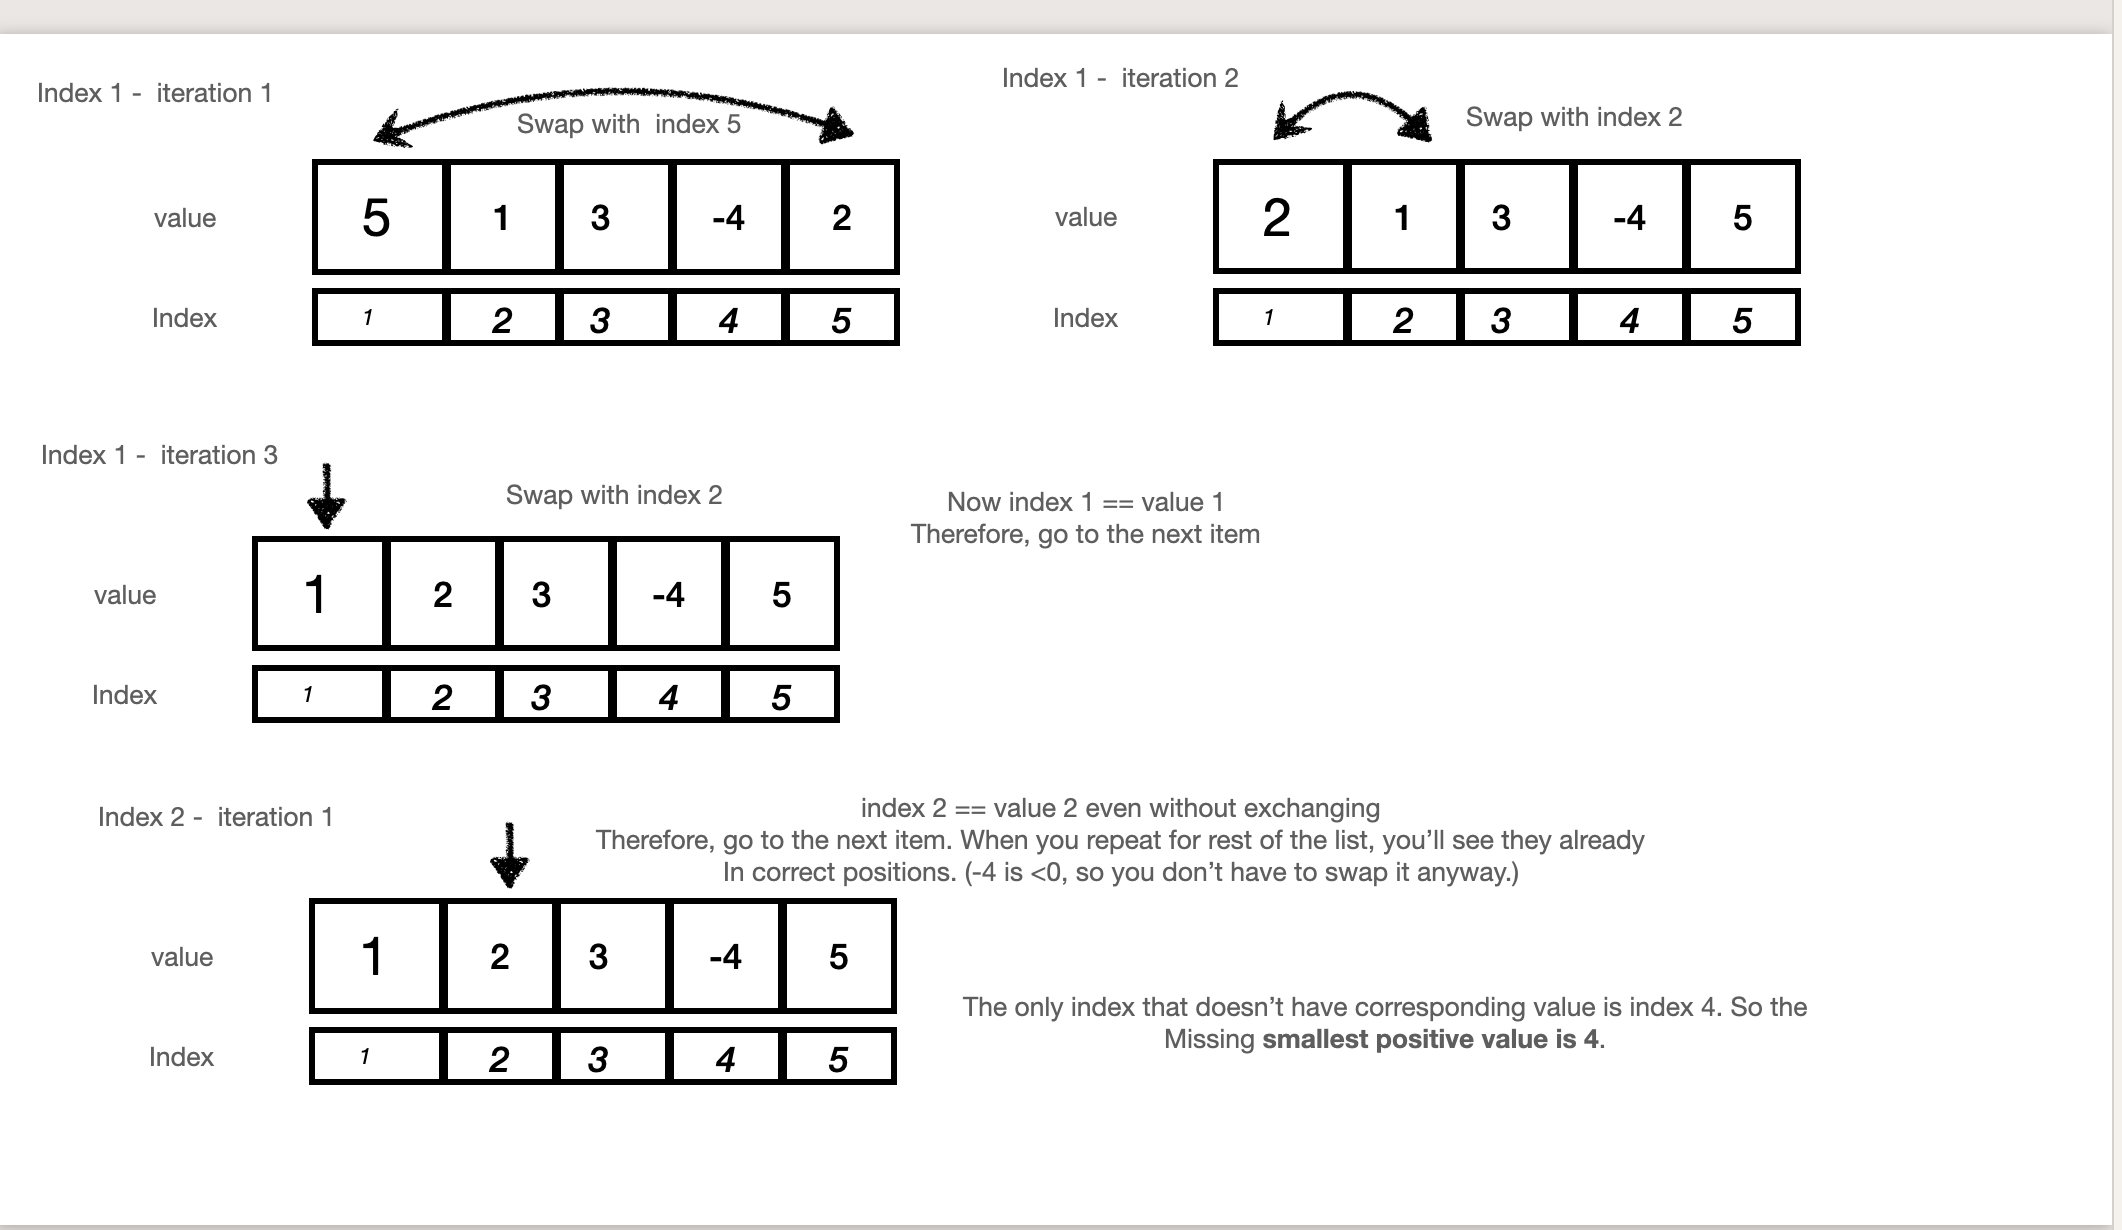 Index 1 -  iteration 1
Swap with  index 5
value
5 1 3 -4 2
Index
1 2 3 4 5
Index 1 -  iteration 2
Swap with index 2
value
2 1 3 -4 5
Index
1 2 3 4 5
Index 1 -  iteration 3
Swap with index 2
Now index 1 == value 1
Therefore, go to the next item
value
1 2 3 -4 5
Index
1 2 3 4 5
Index 2 -  iteration 1
index 2 == value 2 even without exchanging
Therefore, go to the next item. When you repeat for rest of the list, you’ll see they already
In correct positions. (-4 is <0, so you don’t have to swap it anyway.)
value
1 2 3 -4 5
Index
1 2 3 4 5
The only index that doesn’t have corresponding value is index 4. So the
Missing smallest positive value is 4.